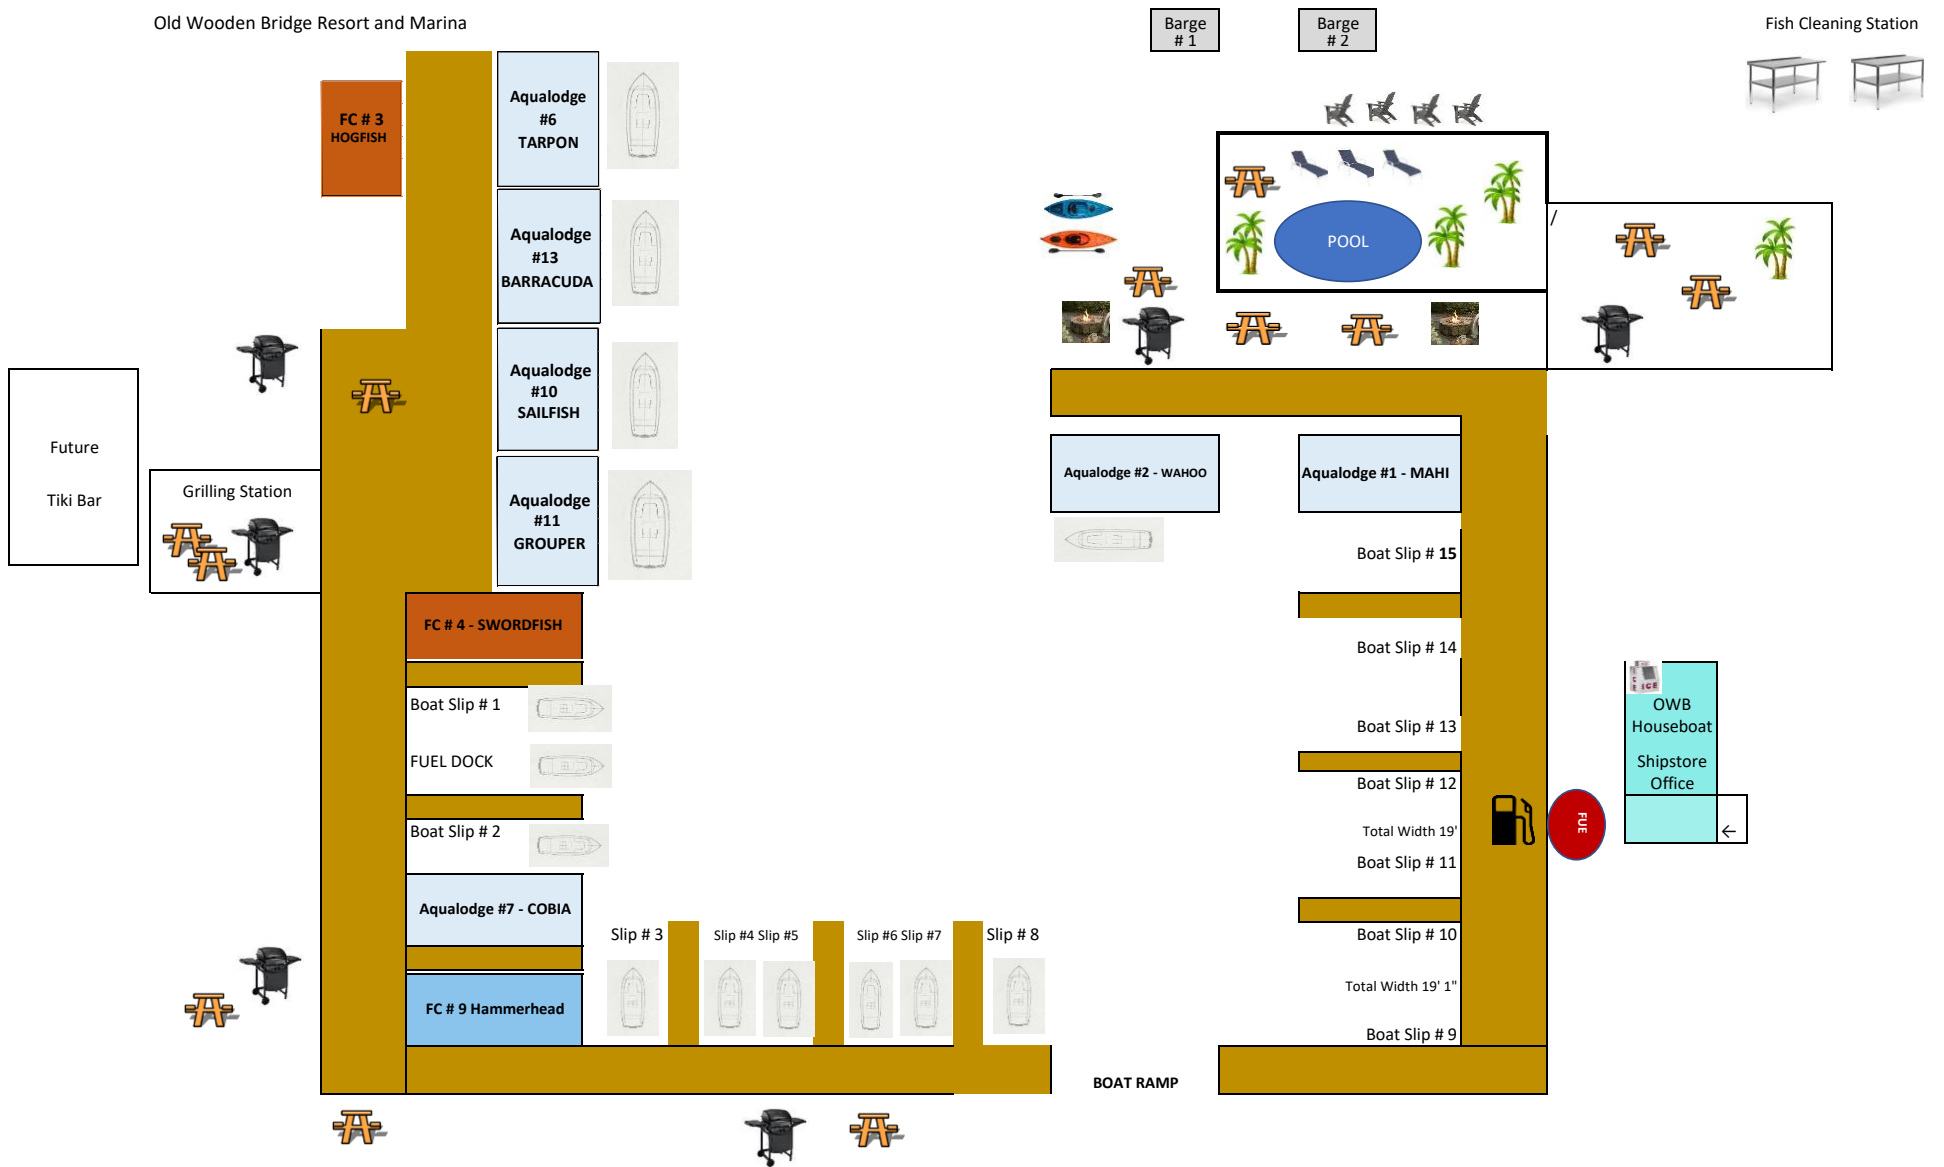 Old Wooden Bridge Resort and Marina
Barge
# 1
Barge
# 2
Fish Cleaning Station
FC # 3
HOGFISH
Aqualodge
#6
TARPON
Aqualodge
#13
BARRACUDA
POOL
/
Aqualodge
#10
SAILFISH
Future
Tiki Bar
Grilling Station
Aqualodge
#11
GROUPER
Aqualodge #2 - WAHOO
Aqualodge #1 - MAHI
Boat Slip # 15
FC # 4 - SWORDFISH
Boat Slip # 14
Boat Slip # 1
Boat Slip # 13
FUEL DOCK
Boat Slip # 12
ICE
ICE
OWB
Houseboat
Shipstore
Office
←
FUE
Boat Slip # 2
Total Width 19'
Boat Slip # 11
Aqualodge #7 - COBIA
Slip # 3
Slip #4 Slip #5
Slip #6 Slip #7
Slip # 8
Boat Slip # 10
Total Width 19' 1"
FC # 9 Hammerhead
Boat Slip # 9
BOAT RAMP